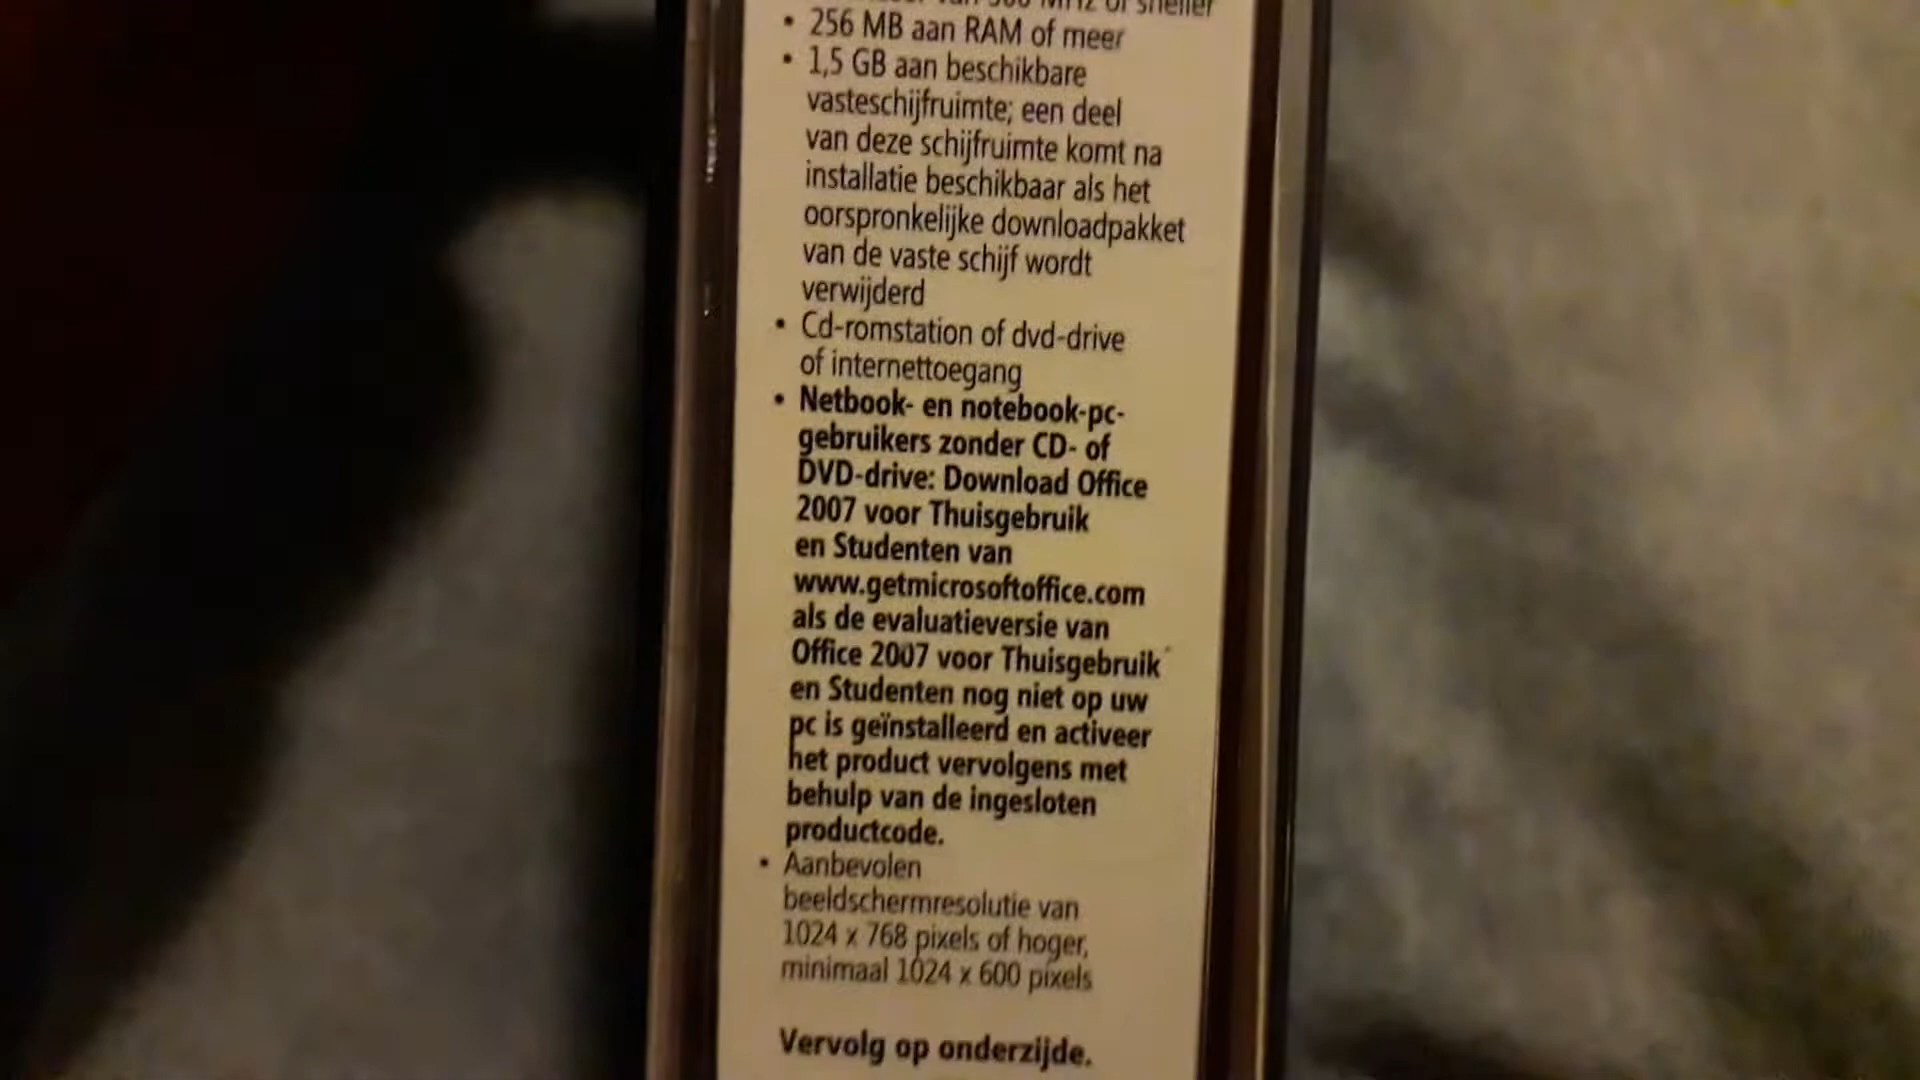 van 500 MHz of sneller
• 256 MB aan RAM of meer
• 1,5 GB aan beschikbare
vasteschijfruimte; een deel
van deze schijfruimte komt na
installatie beschikbaar als het
oorspronkelijke downloadpakket
van de vaste schijf wordt
verwijderd
• Cd-romstation of dvd-drive
of internettoegang
• Netbook- en notebook-pc-
gebruikers zonder CD- of
DVD-drive: Download Office
2007 voor Thuisgebruik
en Studenten van
www.getmicrosoftoffice.com
als de evaluatieversie van
Office 2007 voor Thuisgebruik
en Studenten nog niet op uw
pc is geïnstalleerd en activeer
het product vervolgens met
behulp van de ingesloten
productcode.
• Aanbevolen
beeldschermresolutie van
1024 x 768 pixels of hoger,
minimaal 1024 x 600 pixels
Vervolg op onderzijde.